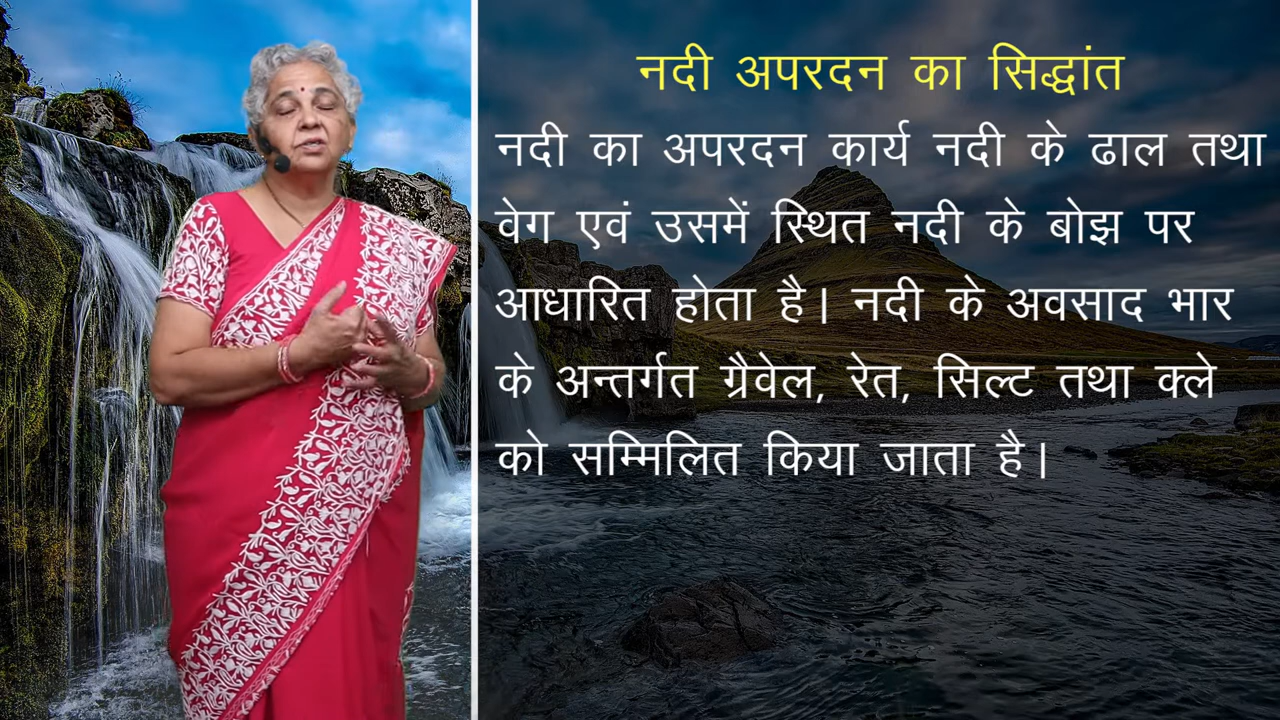 नदी अपरदन का सिद्धांत
नदी का अपरदन कार्य नदी के ढाल तथा
वेग एवं उसमें स्थित नदी के बोझ पर
आधारित होता है। नदी के अवसाद भार
के अन्तर्गत ग्रैवेल, रेत, सिल्ट तथा क्ले
को सम्मिलित किया जाता है।